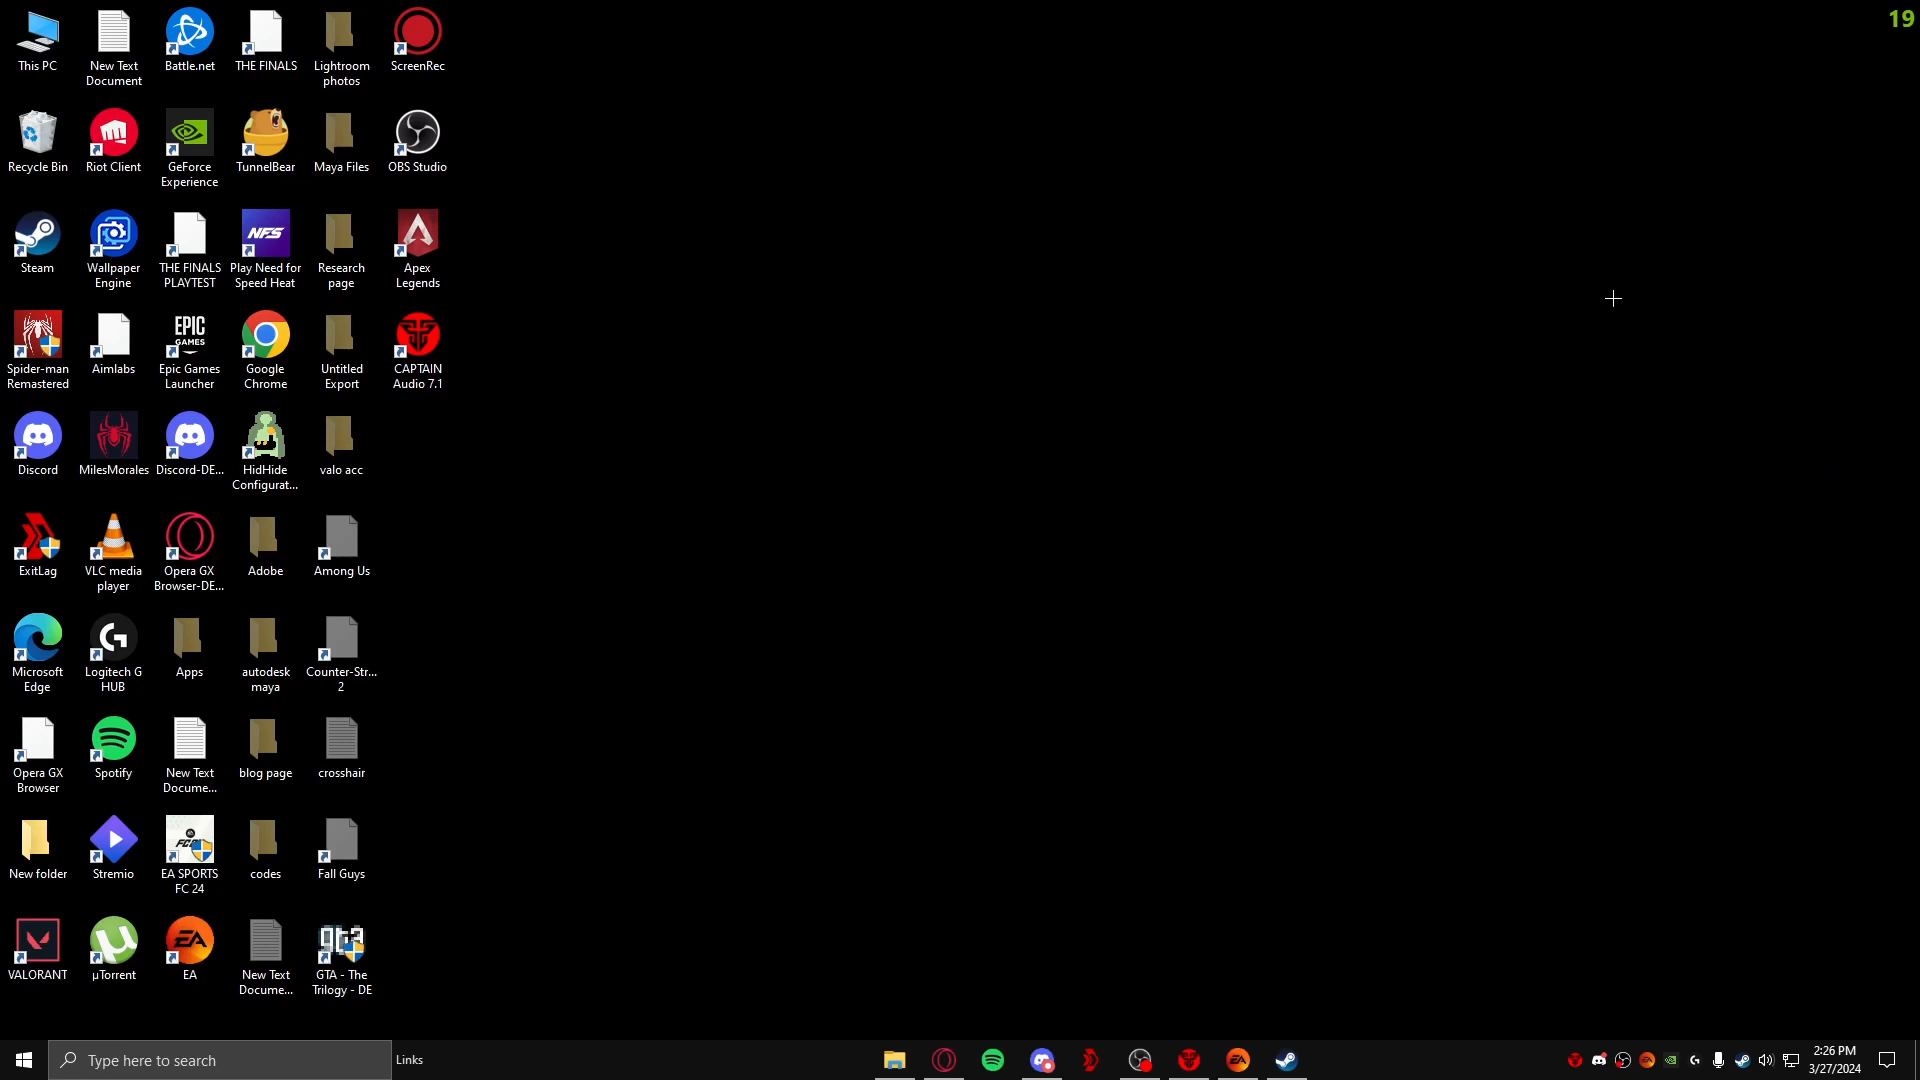 19
This PC
New Text
Document
Battle.net
THE FINALS
Lightroom
photos
ScreenRec
Recycle Bin
Riot Client
GeForce
Experience
TunnelBear
Maya Files
OBS Studio
Steam
Wallpaper
Engine
THE FINALS
PLAYTEST
NFS
Play Need for
Speed Heat
Research
page
Apex
Legends
Spider-man
Remastered
Aimlabs
EPIC
GAMES
Epic Games
Launcher
Google
Chrome
Untitled
Export
CAPTAIN
Audio 7.1
Discord
MilesMorales
Discord-DE...
HidHide
Configurat...
valo acc
ExitLag
VLC media
player
Opera GX
Browser-DE...
Adobe
Among Us
Microsoft
Edge
Logitech G
HUB
Apps
autodesk
maya
Counter-Str...
2
Opera GX
Browser
Spotify
New Text
Docume...
blog page
crosshair
New folder
Stremio
EA SPORTS
FC 24
codes
Fall Guys
VALORANT
µTorrent
EA
EA
New Text
Docume...
gta
GTA - The
Trilogy - DE
Type here to search
Links
EA
2:26 PM
3/27/2024